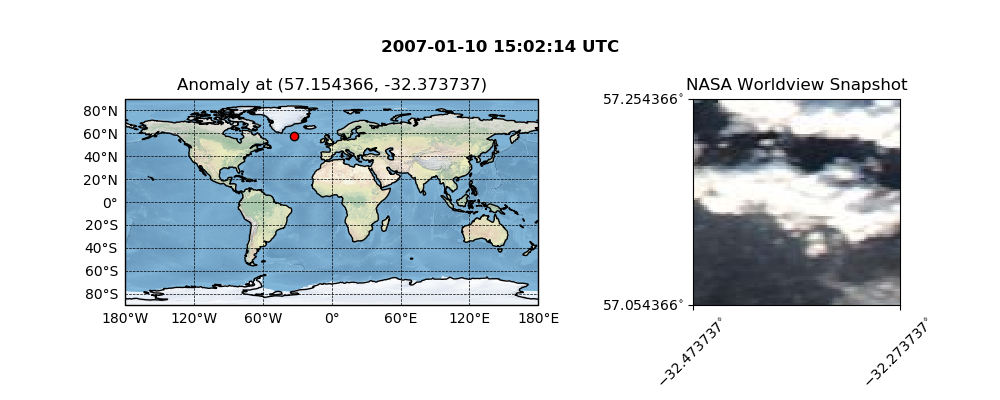 2007-01-10 15:02:14 UTC
Anomaly at (57.154366, -32.373737)
80°N
60°N
40°N
20°N
0°
20°S
40°S
60°S
80°S
180°W 120°W 60°W 0° 60°E 120°E 180°E
NASA Worldview Snapshot
57.254366°
57.054366°
−32.473737° −32.273737°